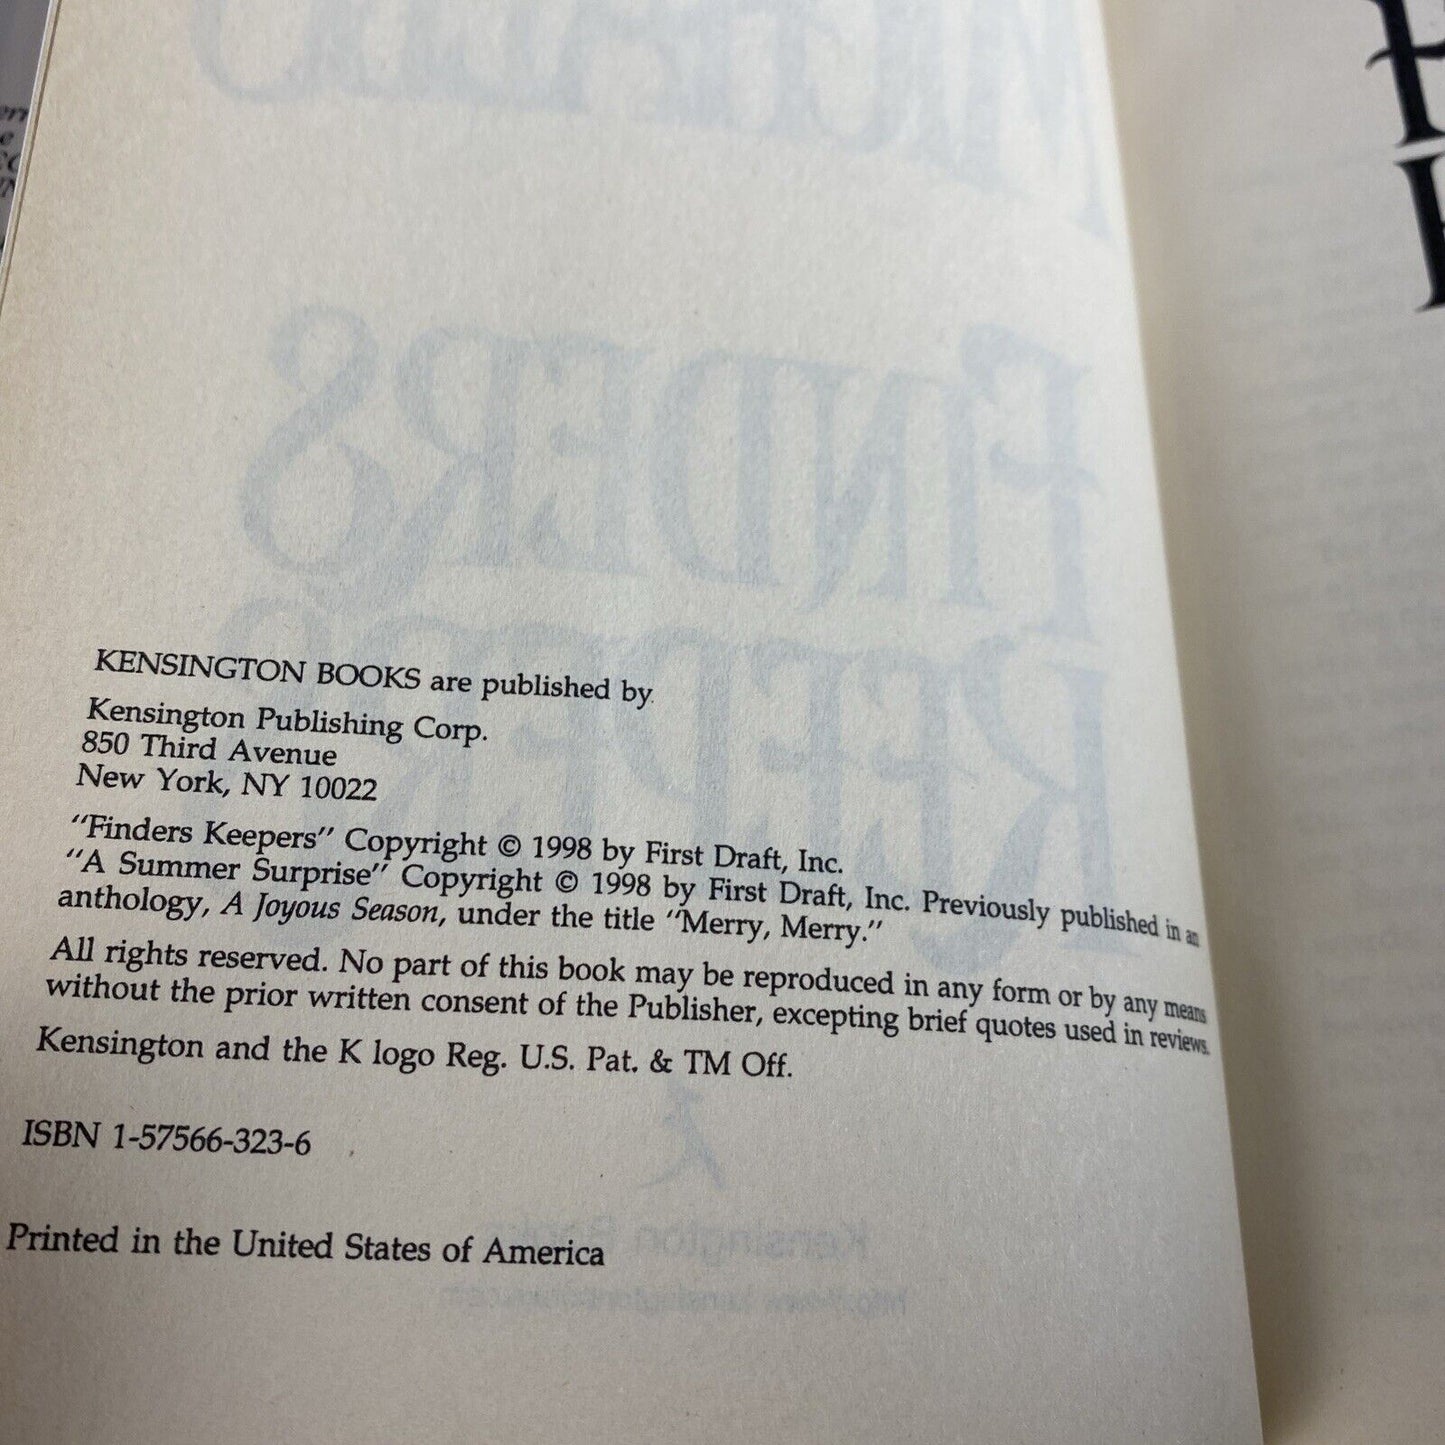 KENSINGTON BOOKS are published by
Kensington Publishing Corp.
850 Third Avenue
New York, NY 10022
"Finders Keepers" Copyright © 1998 by First Draft, Inc.
"A Summer Surprise" Copyright © 1998 by First Draft, Inc. Previously published in an
anthology, A Joyous Season, under the title "Merry, Merry."
All rights reserved. No part of this book may be reproduced in any form or by any means
without the prior written consent of the Publisher, excepting brief quotes used in reviews.
Kensington and the K logo Reg. U.S. Pat. & TM Off.
ISBN 1-57566-323-6
Printed in the United States of America
FINDERS
KEEPERS
Kensington Books